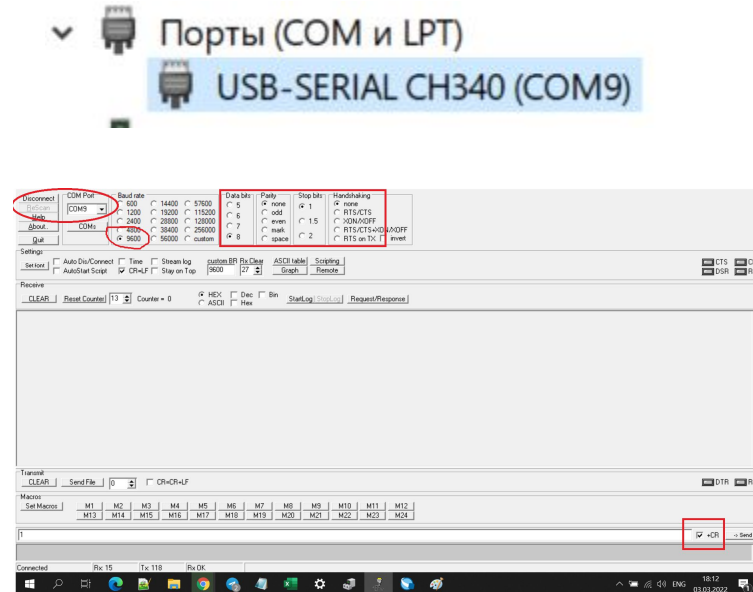 Порты (COM и LPT)
USB-SERIAL CH340 (COM9)
Disconnect
ReScan
Help
About..
Quit
COM Port
COM9
COMs
Baud rate
600 14400 57600
1200 19200 115200
2400 28800 128000
4800 38400 256000
9600 56000 custom
Data bits
5
6
7
8
Parity
none
odd
even
mark
space
Stop bits
1
1.5
2
Handshaking
none
RTS/CTS
XON/XOFF
RTS/CTS+XON/XOFF
RTS on TX invert
Settings
Set font
Auto Dis/Connect Time Stream log custom BR Rx Clear ASCII table Scripting
AutoStart Script CR=LF Stay on Top 9600 27 Graph Remote
CTS
DSR
Receive
CLEAR Reset Counter 13 Counter = 0 HEX Dec Bin
ASCII Hex StartLog StopLog Request/Response
Transmit
CLEAR Send File 0 CR=CR+LF DTR
Macros
Set Macros M1 M2 M3 M4 M5 M6 M7 M8 M9 M10 M11 M12
M13 M14 M15 M16 M17 M18 M19 M20 M21 M22 M23 M24
1 +CR -> Send
Connected Rx: 15 Tx: 118 Rx OK
ENG 18:12
03.03.2022